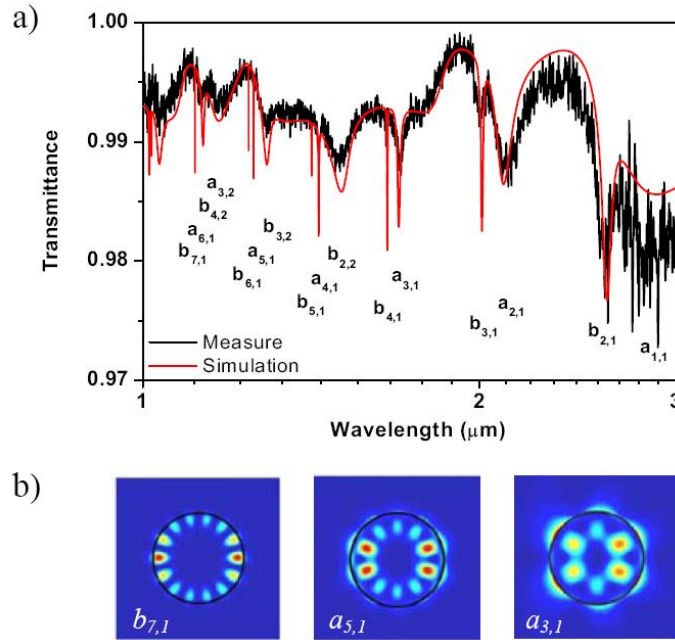 a)
1.00
0.99
0.98
0.97
Transmittance
a3,2
b4,2
a6,1
b7,1
b3,2
a5,1
b6,1
b2,2
a4,1
b5,1
a3,1
b4,1
a2,1
b3,1
b2,1
a1,1
Measure
Simulation
1 2 3
Wavelength (μm)
b)
b7,1 a5,1 a3,1